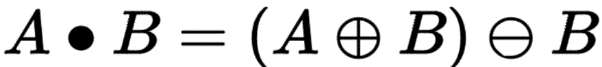 A • B = (A ⊕ B) ⊖ B